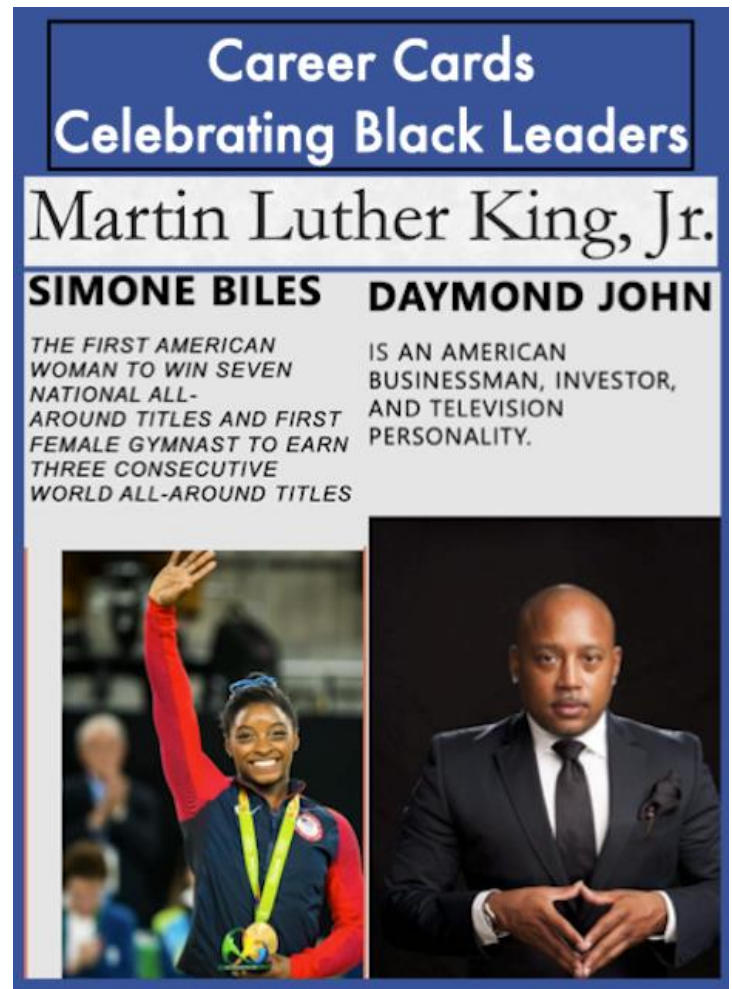 Career Cards
Celebrating Black Leaders
Martin Luther King, Jr.
SIMONE BILES
THE FIRST AMERICAN
WOMAN TO WIN SEVEN
NATIONAL ALL-
AROUND TITLES AND FIRST
FEMALE GYMNAST TO EARN
THREE CONSECUTIVE
WORLD ALL-AROUND TITLES
DAYMOND JOHN
IS AN AMERICAN
BUSINESSMAN, INVESTOR,
AND TELEVISION
PERSONALITY.